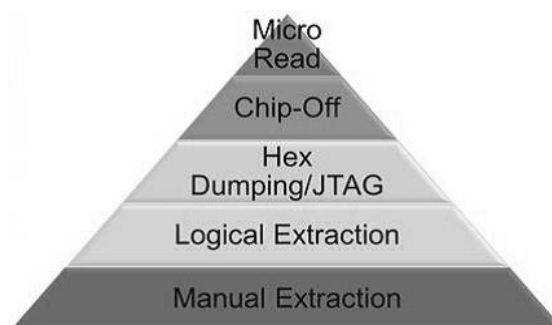 Micro
Read
Chip-Off
Hex
Dumping/JTAG
Logical Extraction
Manual Extraction